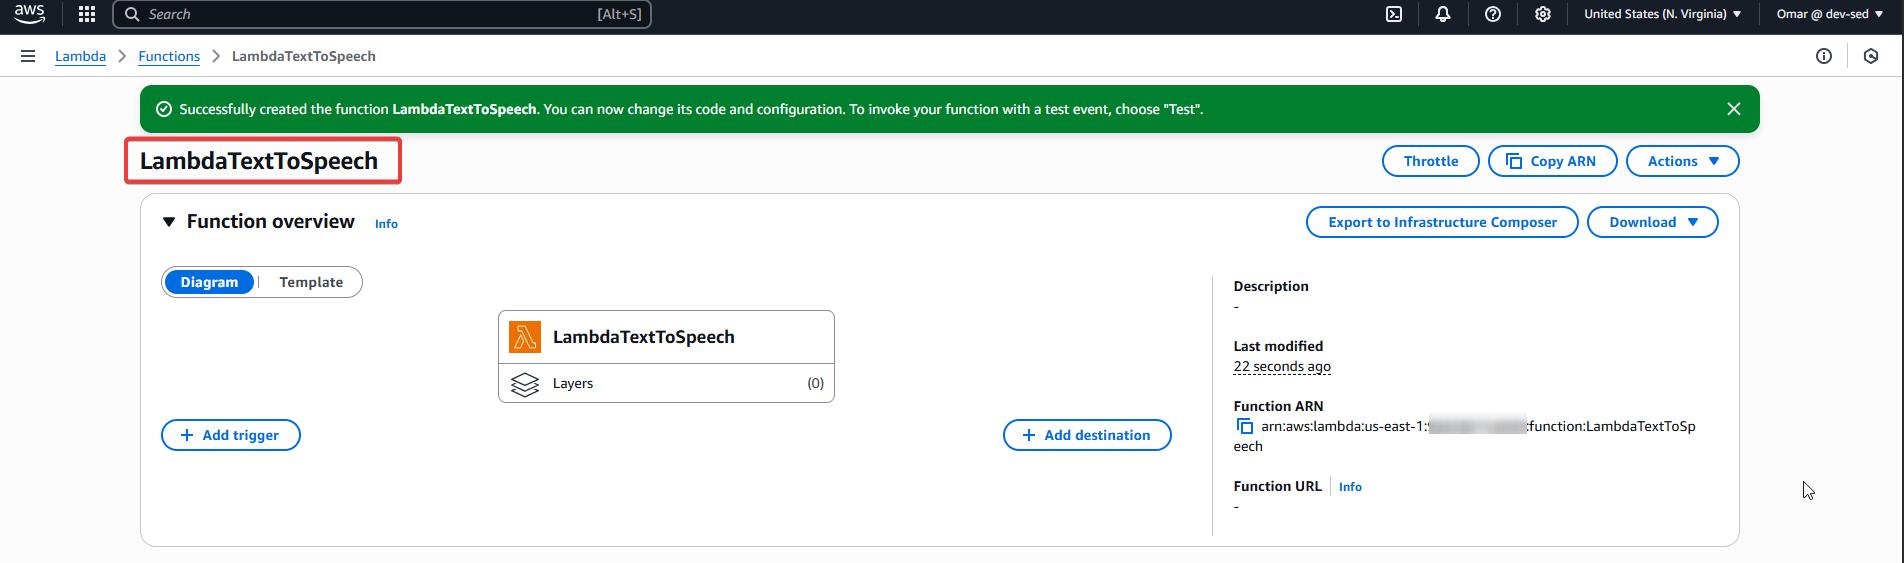 aws Search [Alt+S] United States (N. Virginia) Omar @ dev-sed
Lambda Functions LambdaTextToSpeech
Successfully created the function LambdaTextToSpeech. You can now change its code and configuration. To invoke your function with a test event, choose "Test".
LambdaTextToSpeech
Throttle Copy ARN Actions
Function overview Info
Export to Infrastructure Composer Download
Diagram Template
LambdaTextToSpeech
Layers (0)
Add trigger
Add destination
Description
-
Last modified
22 seconds ago
Function ARN
arn:aws:lambda:us-east-1: :function:LambdaTextToSp
eech
Function URL Info
-